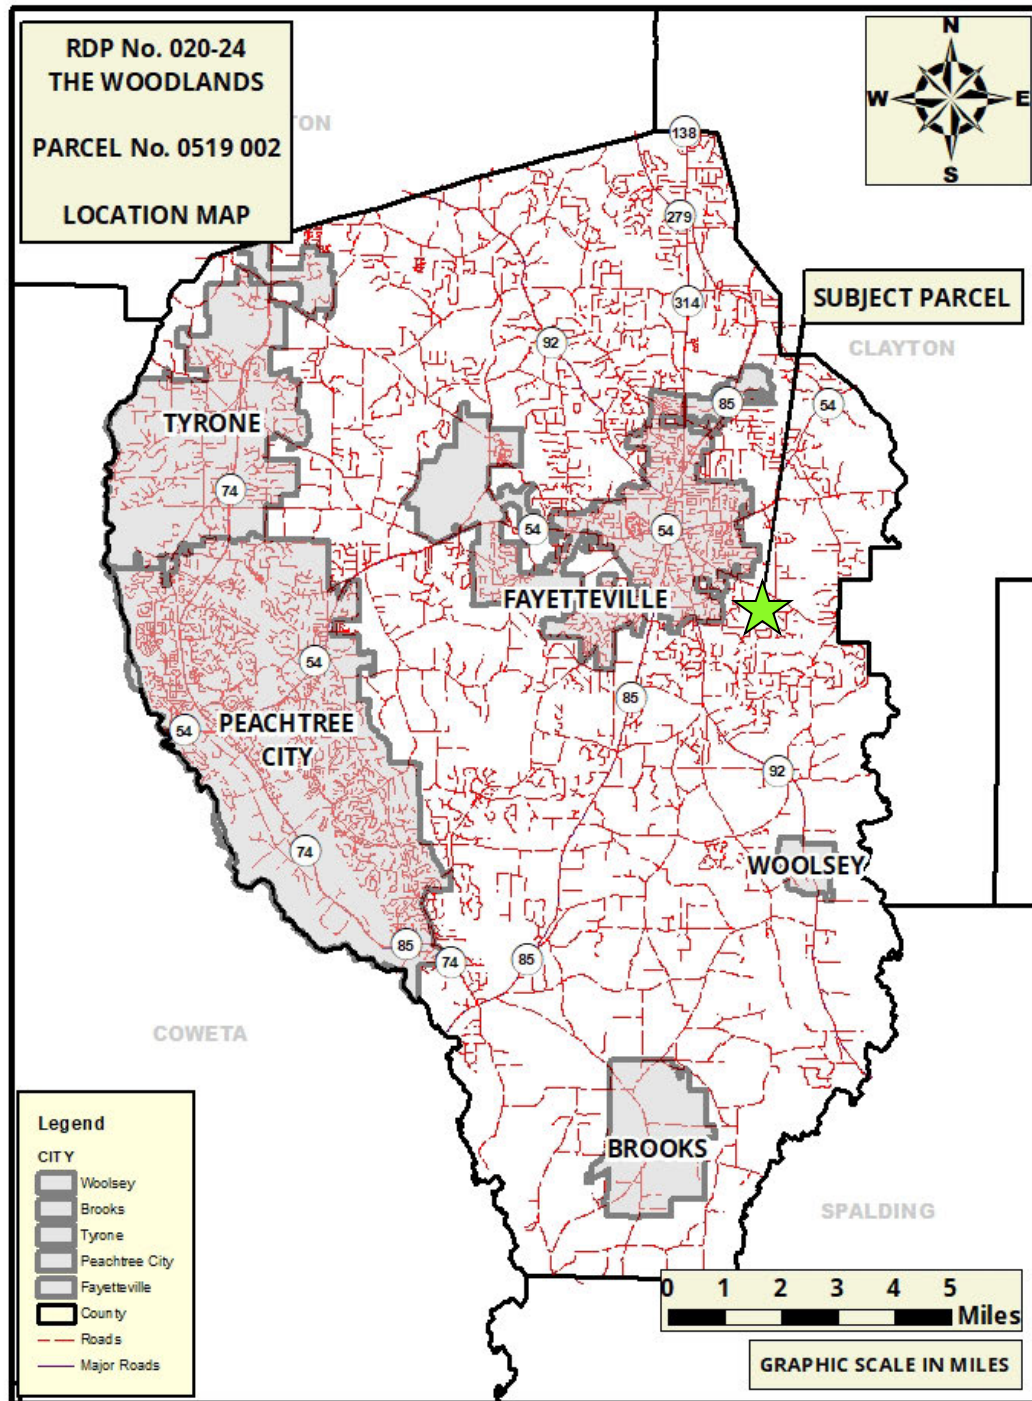 RDP No. 020-24
THE WOODLANDS
PARCEL No. 0519 002
LOCATION MAP
N
W
E
S
TON
138
279
SUBJECT PARCEL
314
92
CLAYTON
85
54
TYRONE
74
54
54
FAYETTEVILLE
54
85
54
PEACHTREE
CITY
92
74
WOOLSEY
85
74
85
COWETA
BROOKS
SPALDING
Legend
CITY
Woolsey
Brooks
Tyrone
Peachtree City
Fayetteville
County
Roads
Major Roads
0 1 2 3 4 5
Miles
GRAPHIC SCALE IN MILES